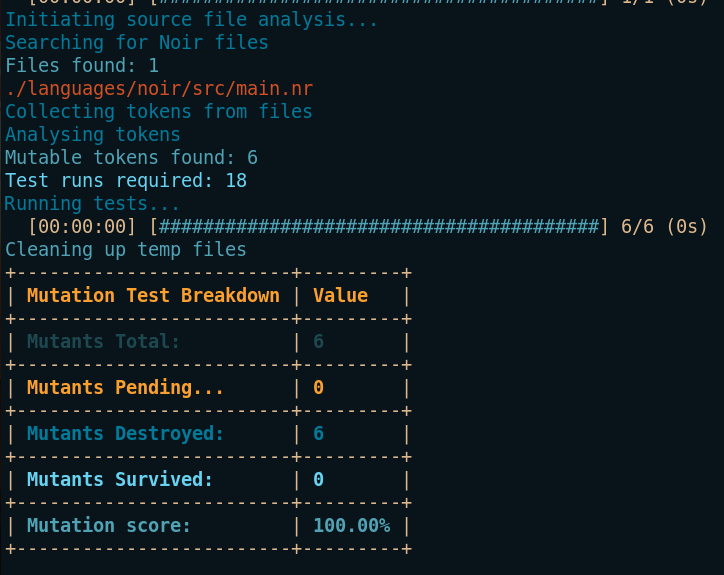 [00:00:00] [########################################] 1/1 (0s)
Initiating source file analysis...
Searching for Noir files
Files found: 1
./languages/noir/src/main.nr
Collecting tokens from files
Analysing tokens
Mutable tokens found: 6
Test runs required: 18
Running tests...
[00:00:00] [########################################] 6/6 (0s)
Cleaning up temp files
+-------------------------+---------+
| Mutation Test Breakdown | Value   |
+-------------------------+---------+
| Mutants Total:          | 6       |
+-------------------------+---------+
| Mutants Pending...      | 0       |
+-------------------------+---------+
| Mutants Destroyed:      | 6       |
+-------------------------+---------+
| Mutants Survived:       | 0       |
+-------------------------+---------+
| Mutation score:         | 100.00% |
+-------------------------+---------+